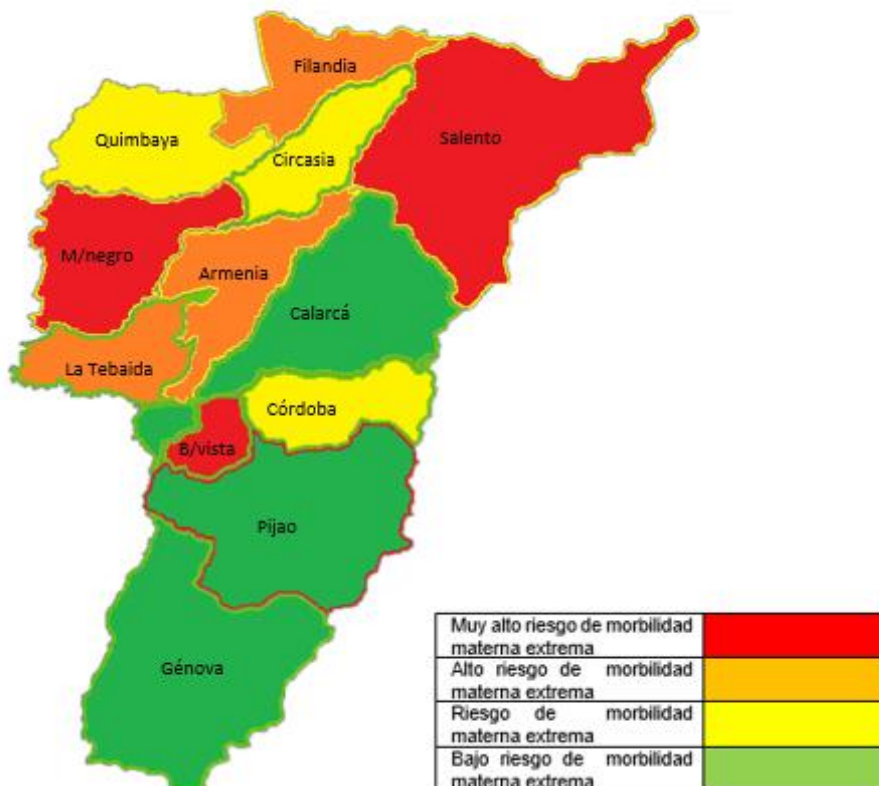 Filandia
Quimbaya
Circasia
Salento
M/negro
Armenia
Calarcá
La Tebaida
Córdoba
B/vista
Pijao
Génova
Muy alto riesgo de morbilidad
materna extrema
Alto riesgo de morbilidad
materna extrema
Riesgo de morbilidad
materna extrema
Bajo riesgo de morbilidad
materna extrema